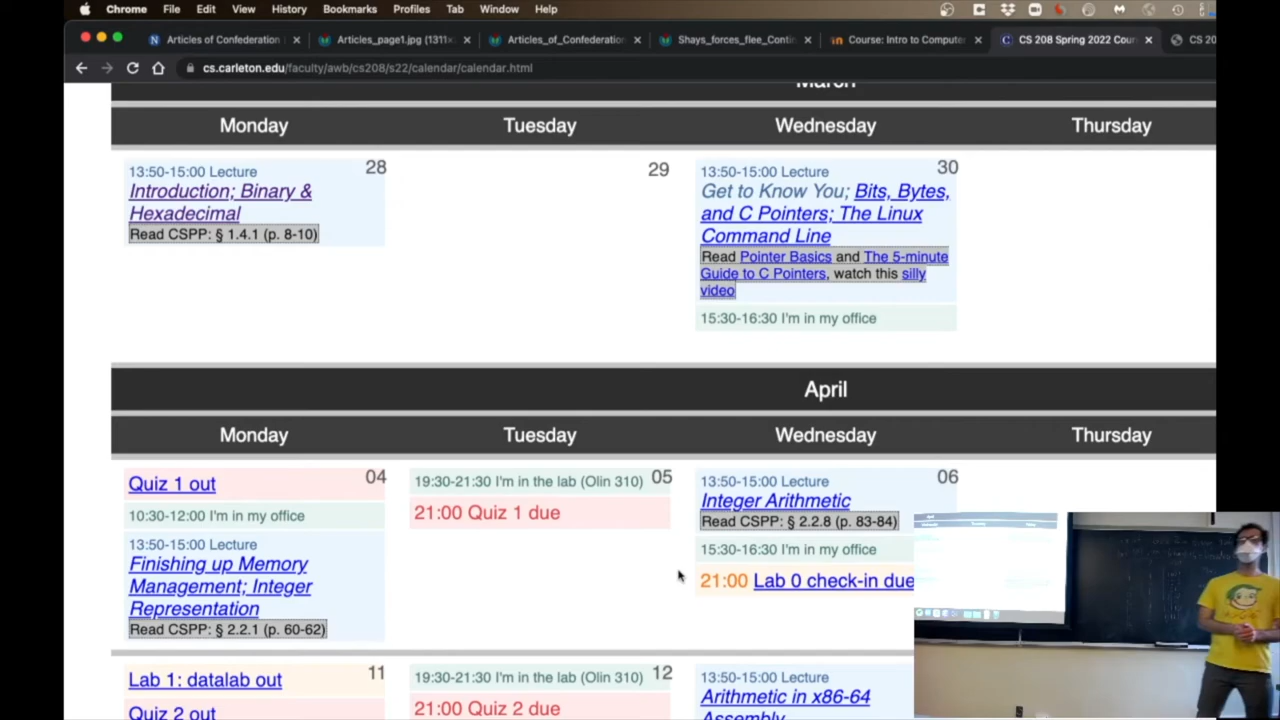 Chrome File Edit View History Bookmarks Profiles Tab Window Help
Articles of Confederation
Articles_page1.jpg (1311×
Articles_of_Confederatio
Shays_forces_flee_Conti
Course: Intro to Compute
CS 208 Spring 2022 Cour
CS 20
cs.carleton.edu/faculty/awb/cs208/s22/calendar/calendar.html
March
Monday Tuesday Wednesday Thursday
28
13:50-15:00 Lecture
Introduction; Binary &
Hexadecimal
Read CSPP: § 1.4.1 (p. 8-10)
29
30
13:50-15:00 Lecture
Get to Know You; Bits, Bytes,
and C Pointers; The Linux
Command Line
Read Pointer Basics and The 5-minute
Guide to C Pointers, watch this silly
video
15:30-16:30 I'm in my office
April
Monday Tuesday Wednesday Thursday
04
Quiz 1 out
10:30-12:00 I'm in my office
13:50-15:00 Lecture
Finishing up Memory
Management; Integer
Representation
Read CSPP: § 2.2.1 (p. 60-62)
05
19:30-21:30 I'm in the lab (Olin 310)
21:00 Quiz 1 due
06
13:50-15:00 Lecture
Integer Arithmetic
Read CSPP: § 2.2.8 (p. 83-84)
15:30-16:30 I'm in my office
21:00 Lab 0 check-in due
11
Lab 1: datalab out
Quiz 2 out
12
19:30-21:30 I'm in the lab (Olin 310)
21:00 Quiz 2 due
13:50-15:00 Lecture
Arithmetic in x86-64
Assembly